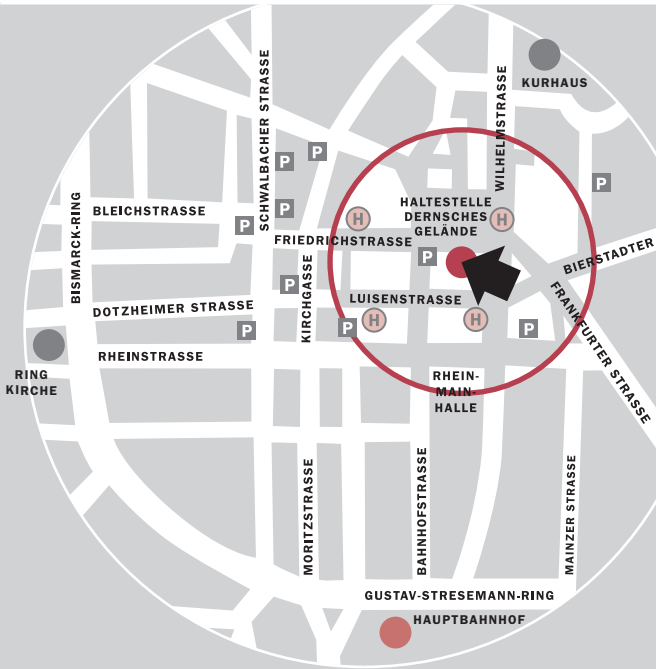 KURHAUS
SCHWALBACHER STRASSE
WILHELMSTRASSE
P
P
P
P
BISMARCK-RING
BLEICHSTRASSE
P
H
HALTESTELLE
DERNSCHES
GELÄNDE
H
FRIEDRICHSTRASSE
P
BIERSTADTER
KIRCHGASSE
P
LUISENSTRASSE
FRANKFURTER STRASSE
DOTZHEIMER STRASSE
P
P
H
H
P
RHEINSTRASSE
RING
KIRCHE
RHEIN-
MAIN-
HALLE
MORITZSTRASSE
BAHNHOFSTRASSE
MAINZER STRASSE
GUSTAV-STRESEMANN-RING
HAUPTBAHNHOF